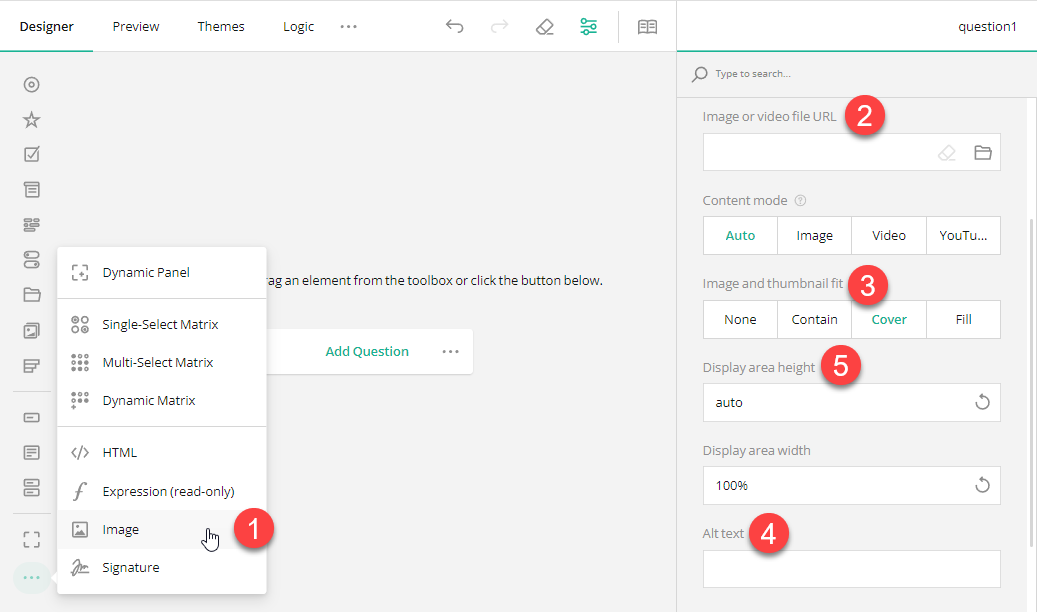 Designer
Preview
Themes
Logic
question1
Type to search...
Dynamic Panel
Single-Select Matrix
Multi-Select Matrix
Dynamic Matrix
HTML
Expression (read-only)
Image
1
Signature
rag an element from the toolbox or click the button below.
Add Question
Image or video file URL
2
Content mode
?
Auto
Image
Video
YouTu...
Image and thumbnail fit
3
None
Contain
Cover
Fill
Display area height
5
auto
Display area width
100%
Alt text
4